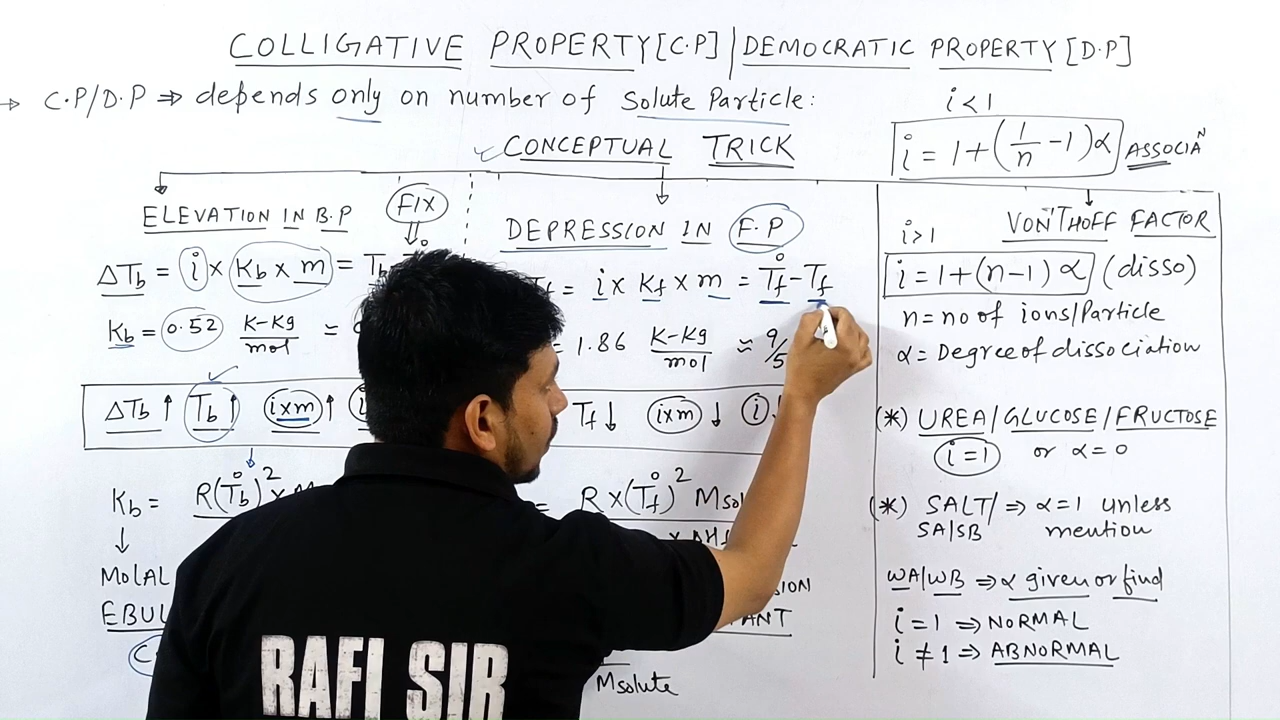 COLLIGATIVE PROPERTY [C.P] | DEMOCRATIC PROPERTY [D.P]
→ C.P/D.P ⇒ depends only on number of Solute Particle:
CONCEPTUAL TRICK
ELEVATION IN B.P
FIX
ΔTb = i × Kb × m = Tb
Kb = 0.52 K-Kg/mol ≈
ΔTb ↑ Tb ↑ i×m ↑
Kb = R(T°b)² ×
↓
MOLAL
DEPRESSION IN F.P
= i × Kf × m = T°f - Tf
1.86 K-Kg/mol ≈ 9/5
Tf ↓ i×m ↓ i ↓
= R × (T°f)²
Msolute
i < 1
i = 1 + (1/n - 1)α ASSOCIAᴺ
VON'THOFF FACTOR
i > 1
i = 1 + (n-1) α (disso)
n = no of ions/Particle
α = Degree of dissociation
(*) UREA/GLUCOSE/FRUCTOSE
i = 1 or α = 0
(*) SALT/ ⇒ α = 1 unless
SA/SB mention
WA/WB ⇒ α given or find
i = 1 ⇒ NORMAL
i ≠ 1 ⇒ ABNORMAL
RAFI SIR